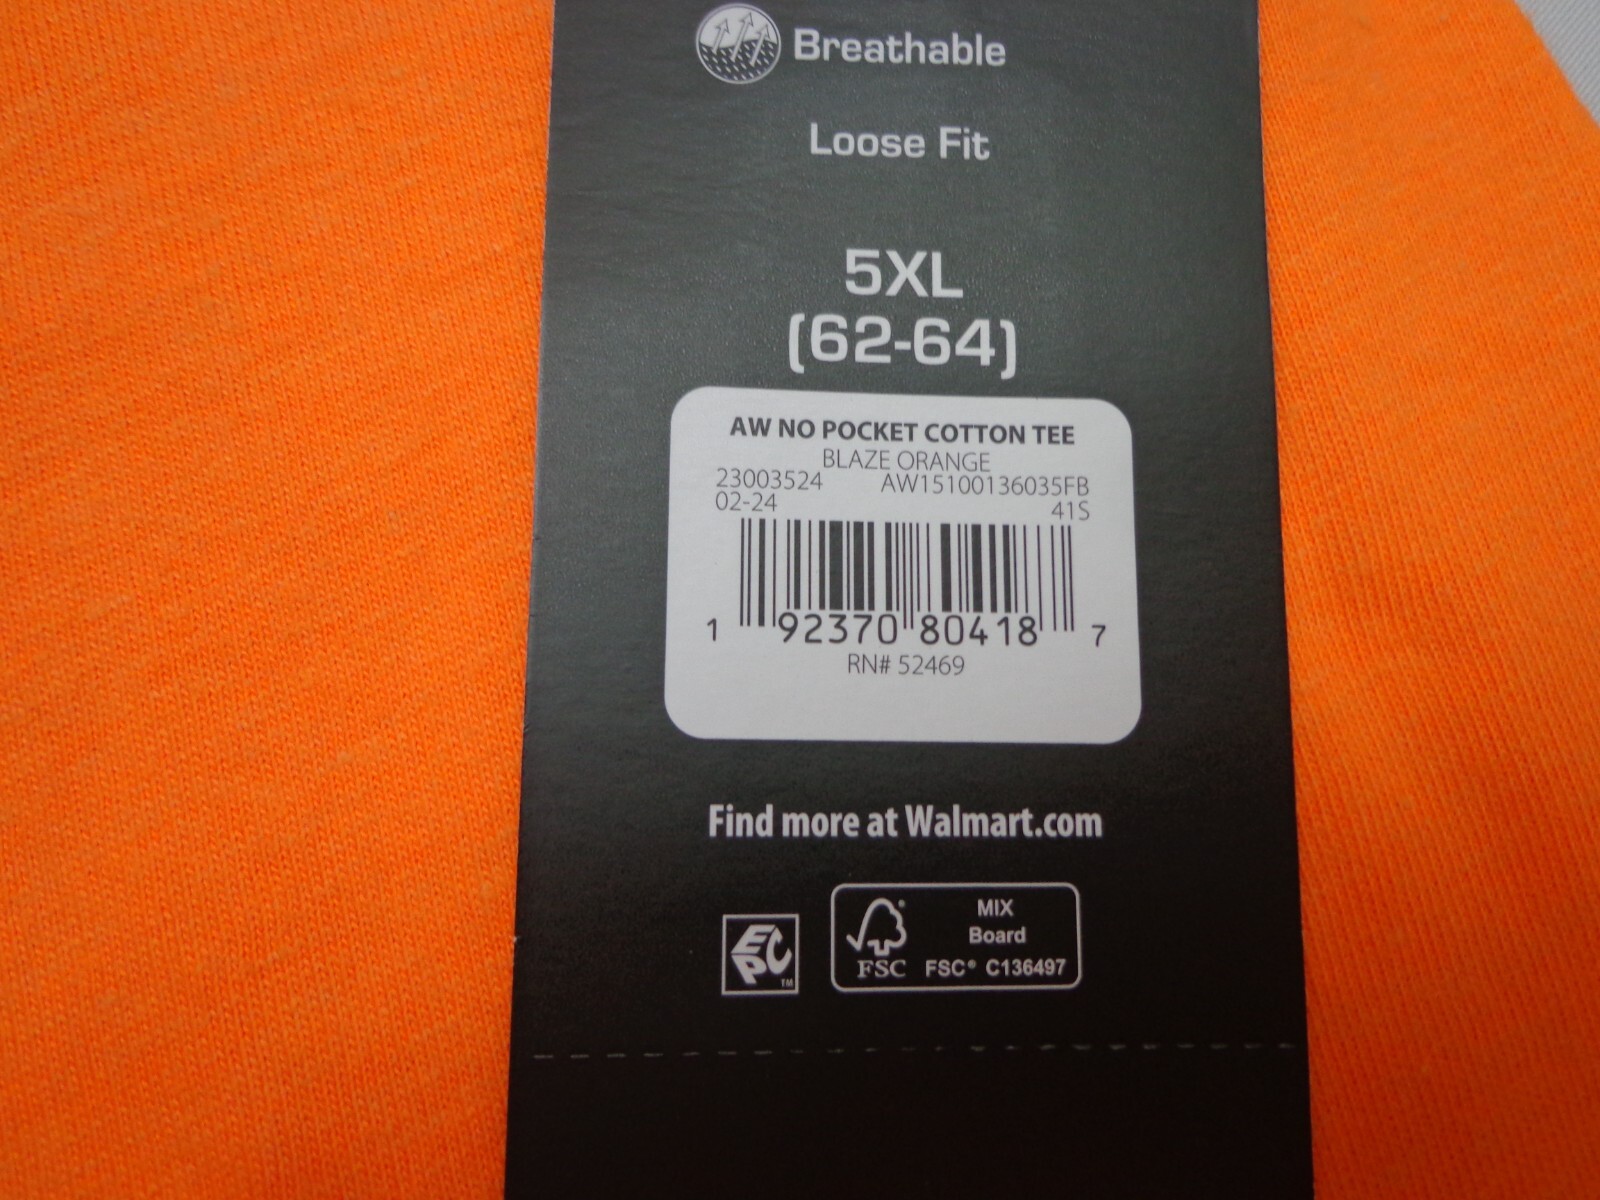 Breathable
Loose Fit
5XL
(62-64)
AW NO POCKET COTTON TEE
BLAZE ORANGE
23003524 AW15100136035FB
02-24 41S
1 92370 80418 7
RN# 52469
Find more at Walmart.com
ECPC™
MIX
Board
FSC FSC® C136497